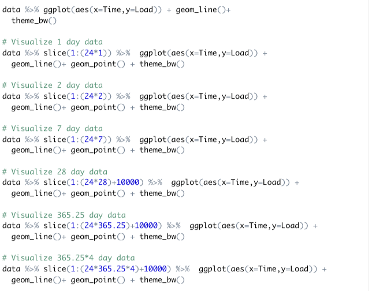 data %>% ggplot(aes(x=Time,y=Load)) + geom_line()+
  theme_bw()

# Visualize 1 day data
data %>% slice(1:(24*1)) %>%  ggplot(aes(x=Time,y=Load)) +
  geom_line()+ geom_point() + theme_bw()

# Visualize 2 day data
data %>% slice(1:(24*2)) %>%  ggplot(aes(x=Time,y=Load)) +
  geom_line()+ geom_point() + theme_bw()

# Visualize 7 day data
data %>% slice(1:(24*7)) %>%  ggplot(aes(x=Time,y=Load)) +
  geom_line()+ geom_point() + theme_bw()

# Visualize 28 day data
data %>% slice(1:(24*28)+10000) %>%  ggplot(aes(x=Time,y=Load)) +
  geom_line()+ geom_point() + theme_bw()

# Visualize 365.25 day data
data %>% slice(1:(24*365.25)+10000) %>%  ggplot(aes(x=Time,y=Load)) +
  geom_line()+ geom_point() + theme_bw()

# Visualize 365.25*4 day data
data %>% slice(1:(24*365.25*4)+10000) %>%  ggplot(aes(x=Time,y=Load)) +
  geom_line()+ geom_point() + theme_bw()